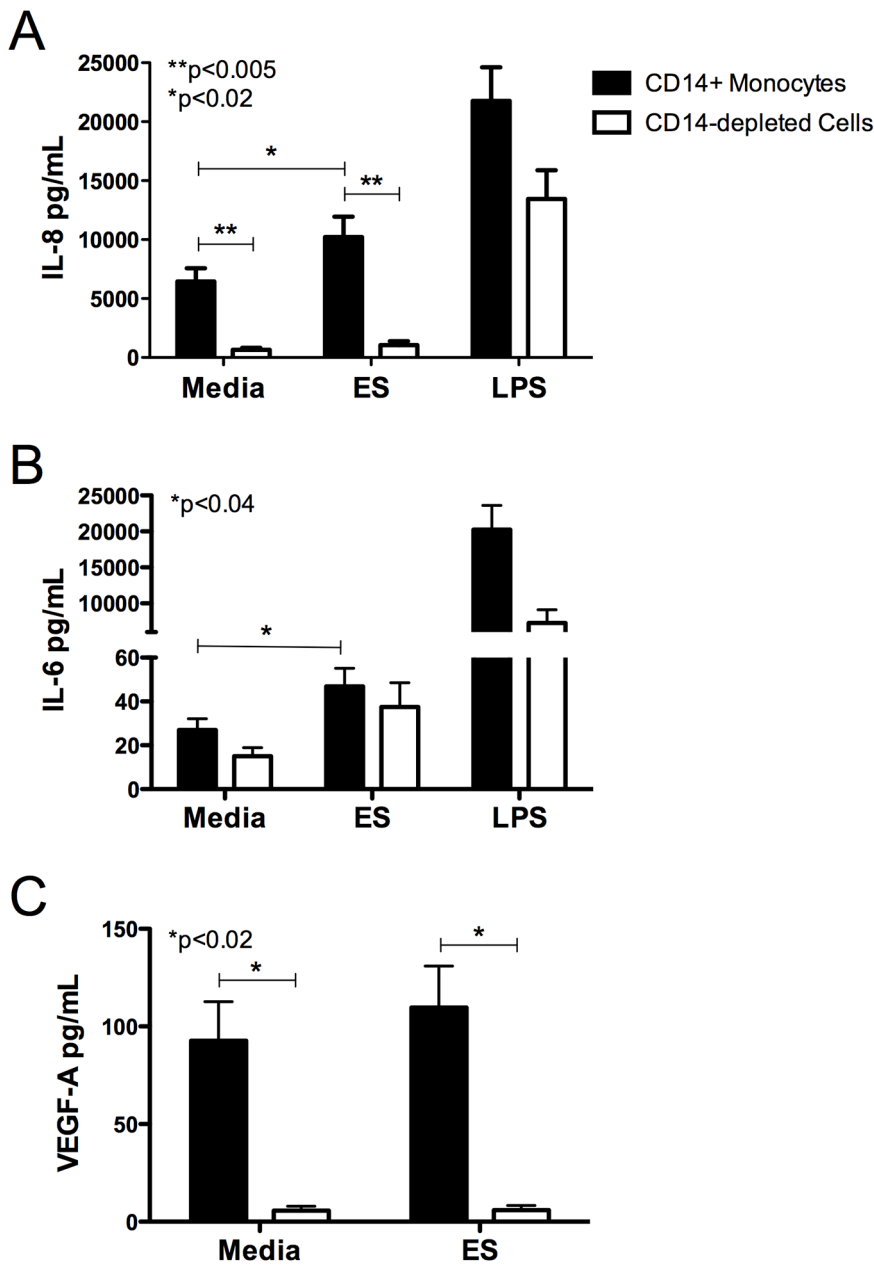 A
25000
20000
15000
10000
5000
0
IL-8 pg/mL
**p<0.005
*p<0.02
*
**
**
Media
ES
LPS
CD14+ Monocytes
CD14-depleted Cells
B
25000
20000
15000
10000
60
40
20
0
IL-6 pg/mL
*p<0.04
*
Media
ES
LPS
C
150
100
50
0
VEGF-A pg/mL
*p<0.02
*
*
Media
ES